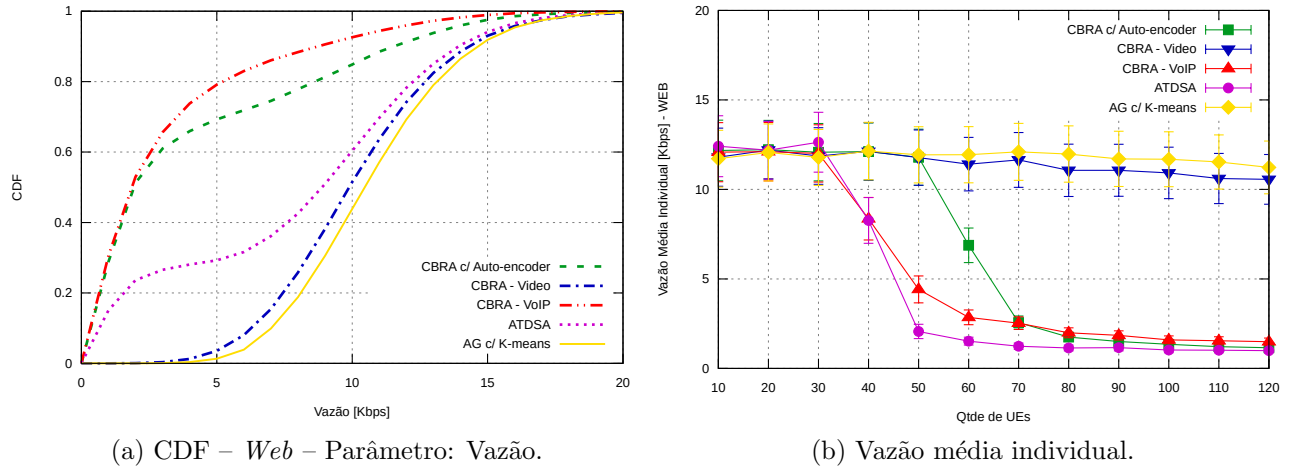 1
0.8
0.6
0.4
0.2
0
0 5 10 15 20
CDF
Vazão [Kbps]
CBRA c/ Auto-encoder
CBRA - Video
CBRA - VoIP
ATDSA
AG c/ K-means
(a) CDF – Web – Parâmetro: Vazão.
20
15
10
5
0
10 20 30 40 50 60 70 80 90 100 110 120
Vazão Média Individual [Kbps] - WEB
Qtde de UEs
CBRA c/ Auto-encoder
CBRA - Video
CBRA - VoIP
ATDSA
AG c/ K-means
(b) Vazão média individual.